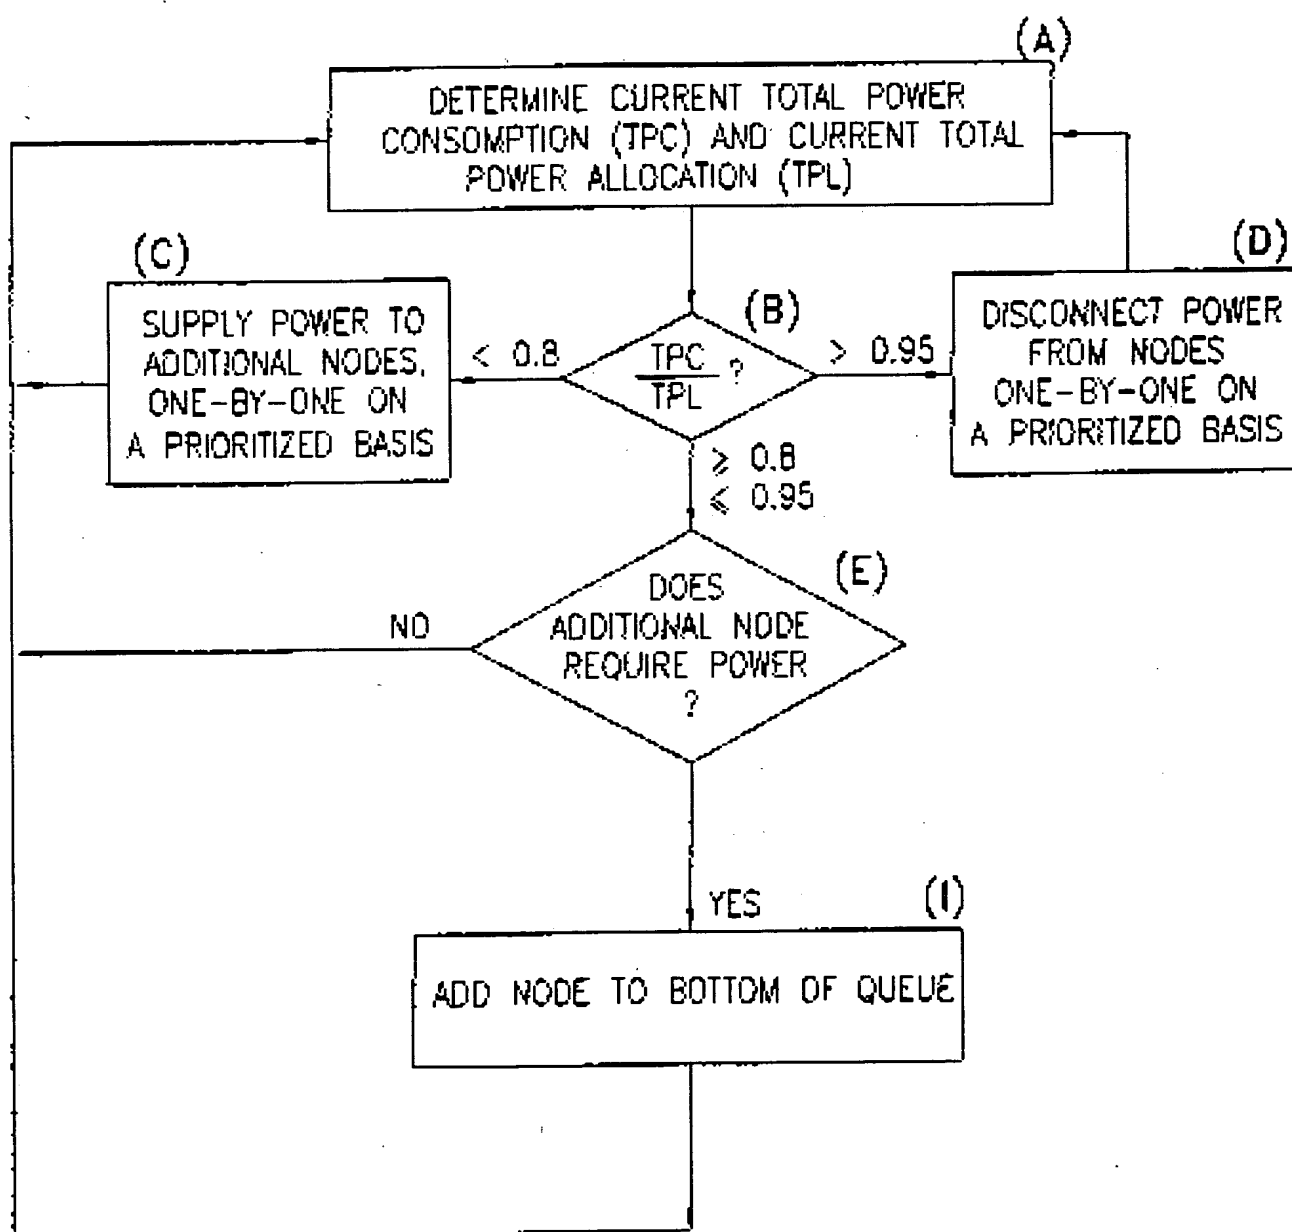 (A)
DETERMINE CURRENT TOTAL POWER
CONSOMPTION (TPC) AND CURRENT TOTAL
POWER ALLOCATION (TPL)
(C)
SUPPLY POWER TO
ADDITIONAL NODES,
ONE-BY-ONE ON
A PRIORITIZED BASIS
< 0.8
(B)
TPC
TPL
?
> 0.95
(D)
DISCONNECT POWER
FROM NODES
ONE-BY-ONE ON
A PRIORITIZED BASIS
⩾ 0.8
⩽ 0.95
(E)
DOES
ADDITIONAL NODE
REQUIRE POWER
?
NO
YES
(I)
ADD NODE TO BOTTOM OF QUEUE